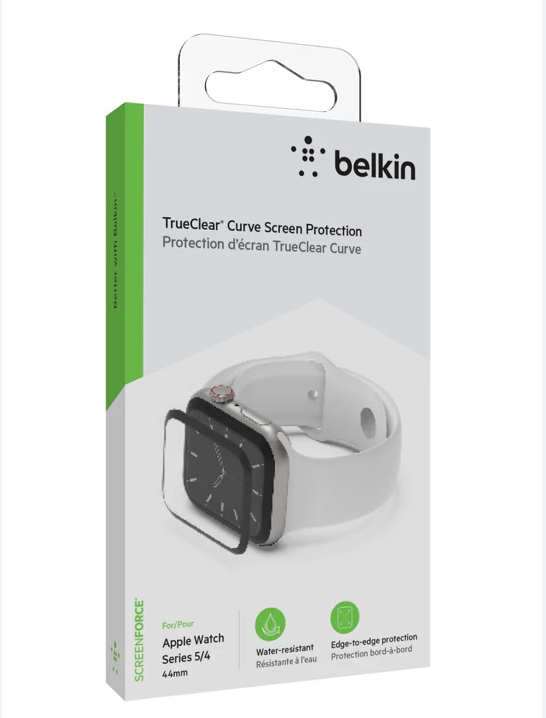 belkin
TrueClear® Curve Screen Protection
Protection d'écran TrueClear Curve
Better with Belkin™
SCREENFORCE®
For/Pour
Apple Watch
Series 5/4
44mm
Water-resistant
Résistante à l'eau
Edge-to-edge protection
Protection bord-à-bord